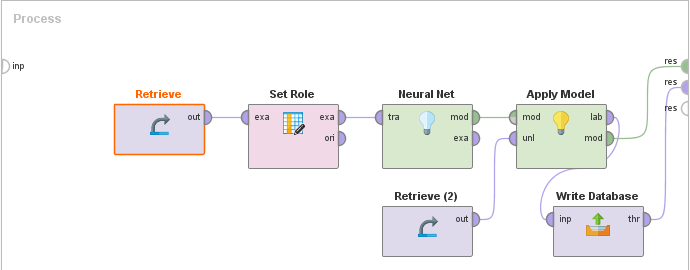 Process
inp
res
res
res
Retrieve
out
Set Role
exa
exa
ori
Neural Net
tra
mod
exa
Apply Model
mod
lab
unl
mod
Retrieve (2)
out
Write Database
inp
thr